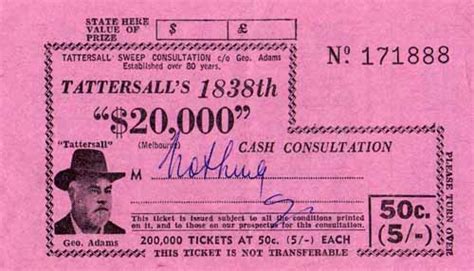 STATE HERE
VALUE OF
PRIZE
$ £
TATTERSALL SWEEP CONSULTATION c/o Geo. Adams
Established over 80 years.
No. 171888
TATTERSALL'S 1838th
"$20,000"
"Tattersall" (Melbourne) CASH CONSULTATION
M Nothing
Geo. Adams
This ticket is issued subject to all the conditions printed
on it, and to those on our prospectus for this consultation.
50c.
(5/-)
200,000 TICKETS AT 50c. (5/-) EACH
THIS TICKET IS NOT TRANSFERABLE
PLEASE TURN OVER